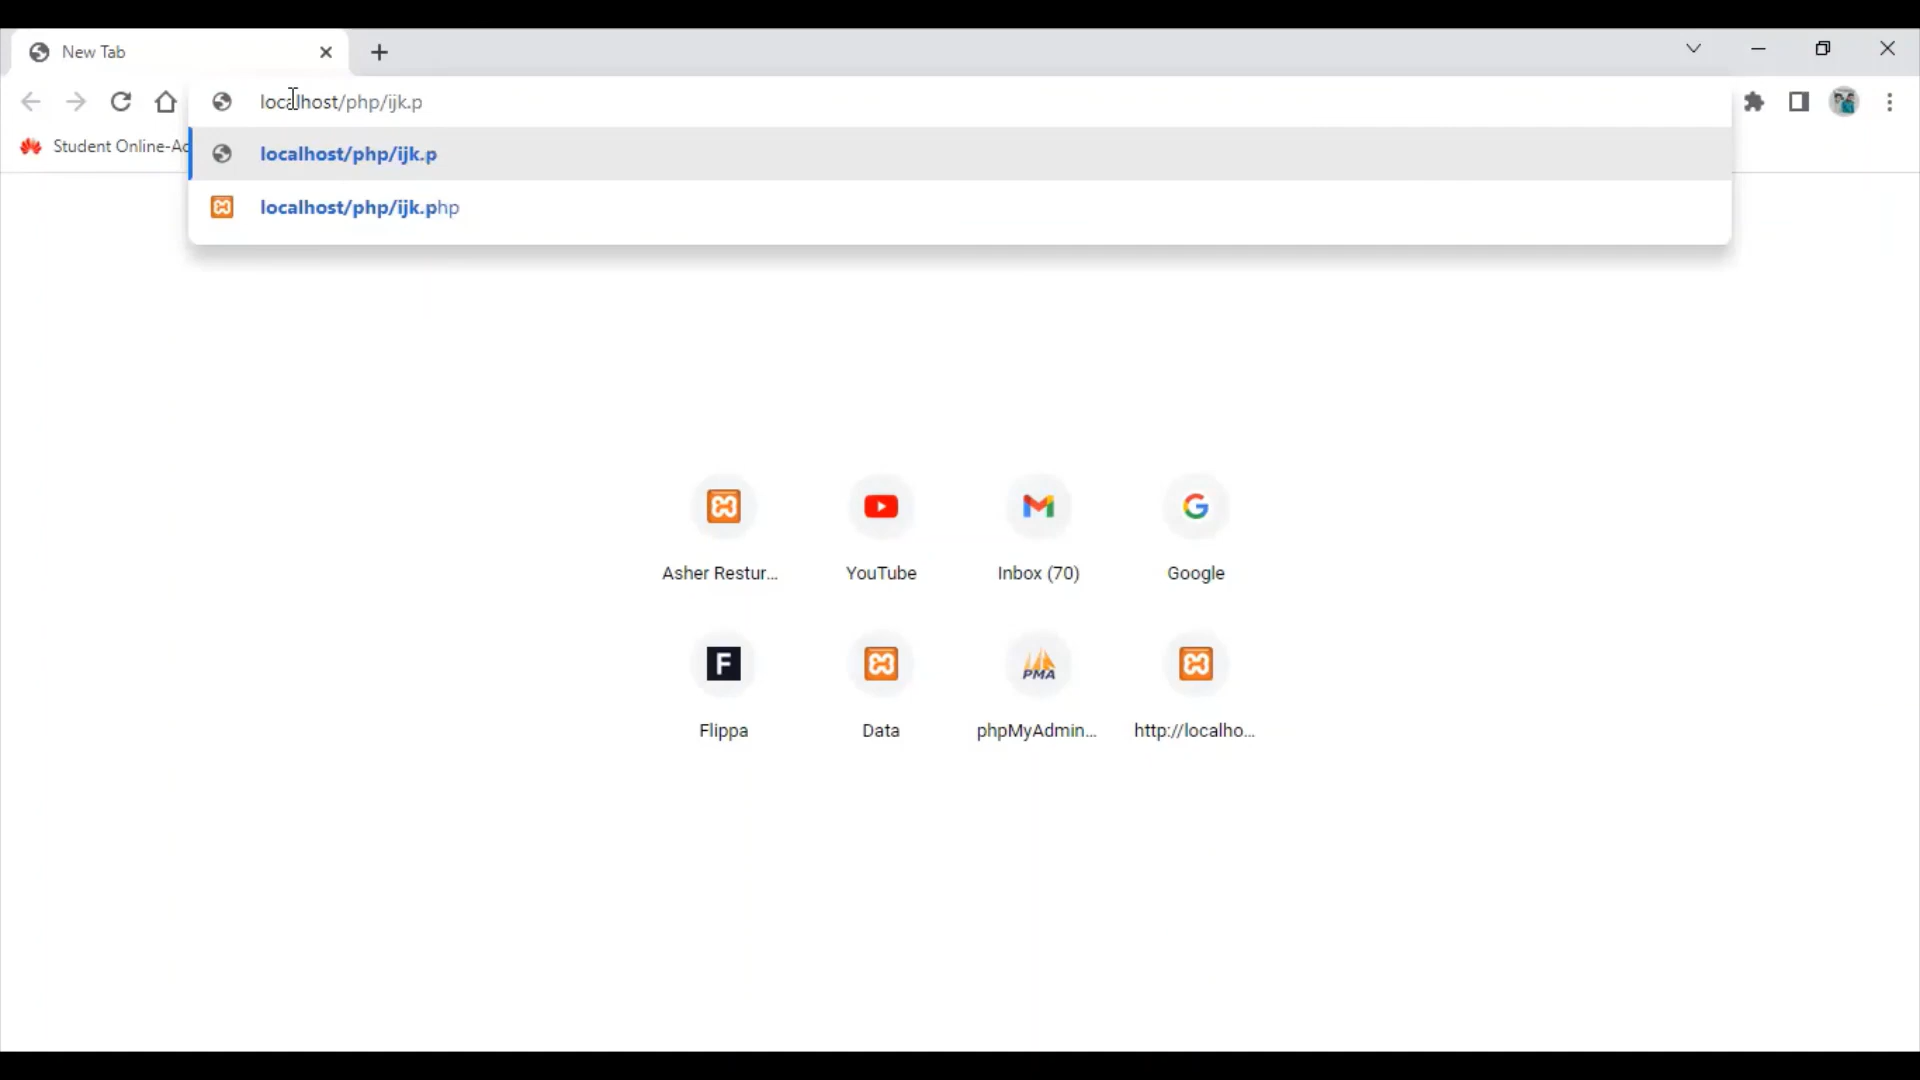 New Tab
localhost/php/ijk.p
Student Online-Ac
localhost/php/ijk.p
localhost/php/ijk.php
Asher Restur...
YouTube
Inbox (70)
Google
F
PMA
Flippa
Data
phpMyAdmin...
http://localho...